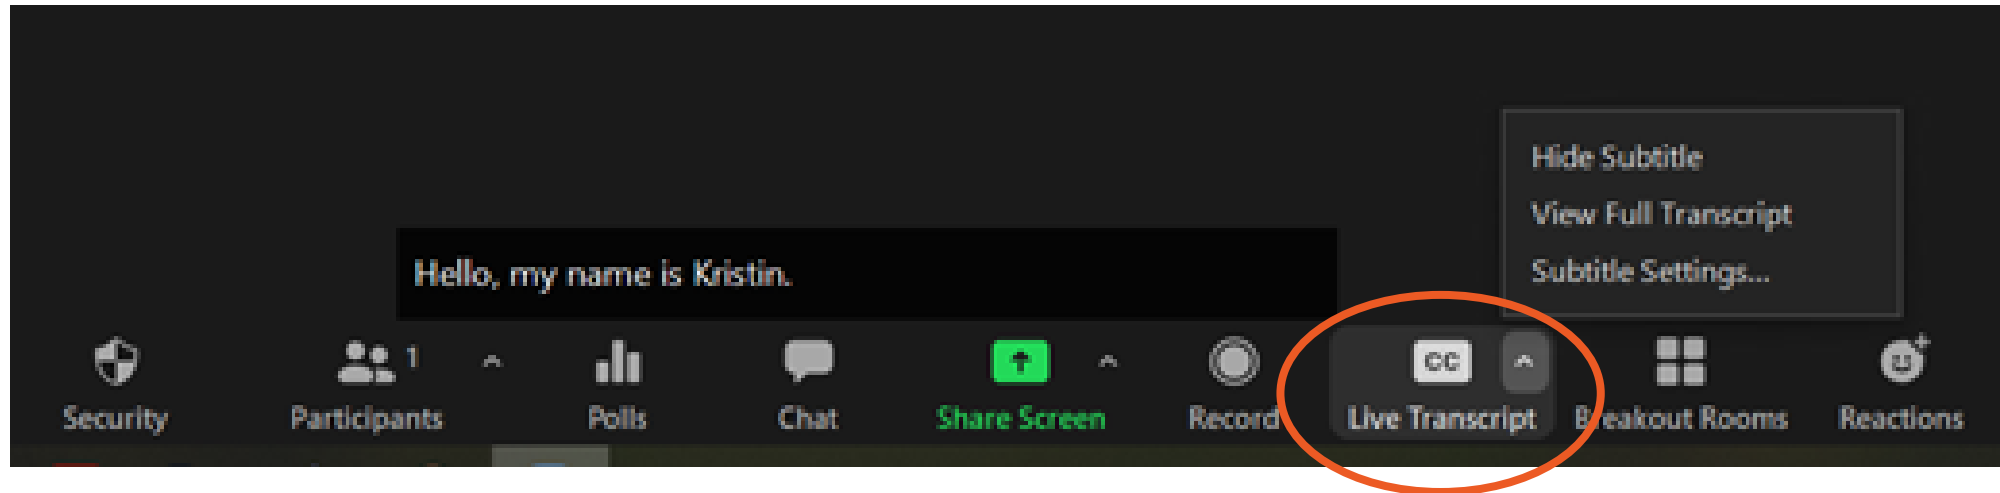 Hide Subtitle
View Full Transcript
Subtitle Settings...
Hello, my name is Kristin.
1
CC
Security Participants Polls Chat Share Screen Record Live Transcript Breakout Rooms Reactions